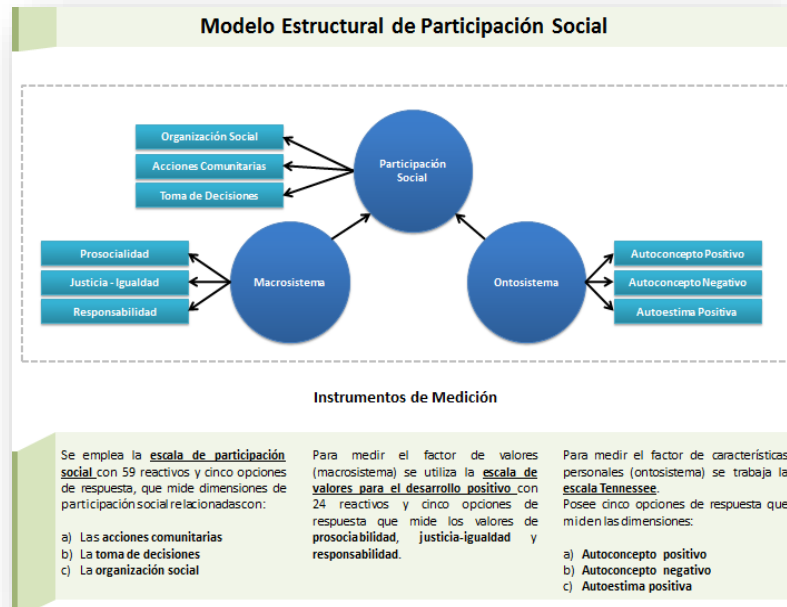 Modelo Estructural de Participación Social
Organización Social
Acciones Comunitarias
Toma de Decisiones
Participación
Social
Prosocialidad
Justicia - Igualdad
Responsabilidad
Macrosistema
Ontosistema
Autoconcepto Positivo
Autoconcepto Negativo
Autoestima Positiva
Instrumentos de Medición
Se emplea la escala de participación
social con 59 reactivos y cinco opciones
de respuesta, que mide dimensiones de
participación social relacionadascon:
a) Las acciones comunitarias
b) La toma de decisiones
c) La organización social
Para medir el factor de valores
(macrosistema) se utiliza la escala de
valores para el desarrollo positivo con
24 reactivos y cinco opciones de
respuesta que mide los valores de
prosociabilidad, justicia-igualdad y
responsabilidad.
Para medir el factor de características
personales (ontosistema) se trabaja la
escala Tennessee.
Posee cinco opciones de respuesta que
miden las dimensiones:
a) Autoconcepto positivo
b) Autoconcepto negativo
c) Autoestima positiva